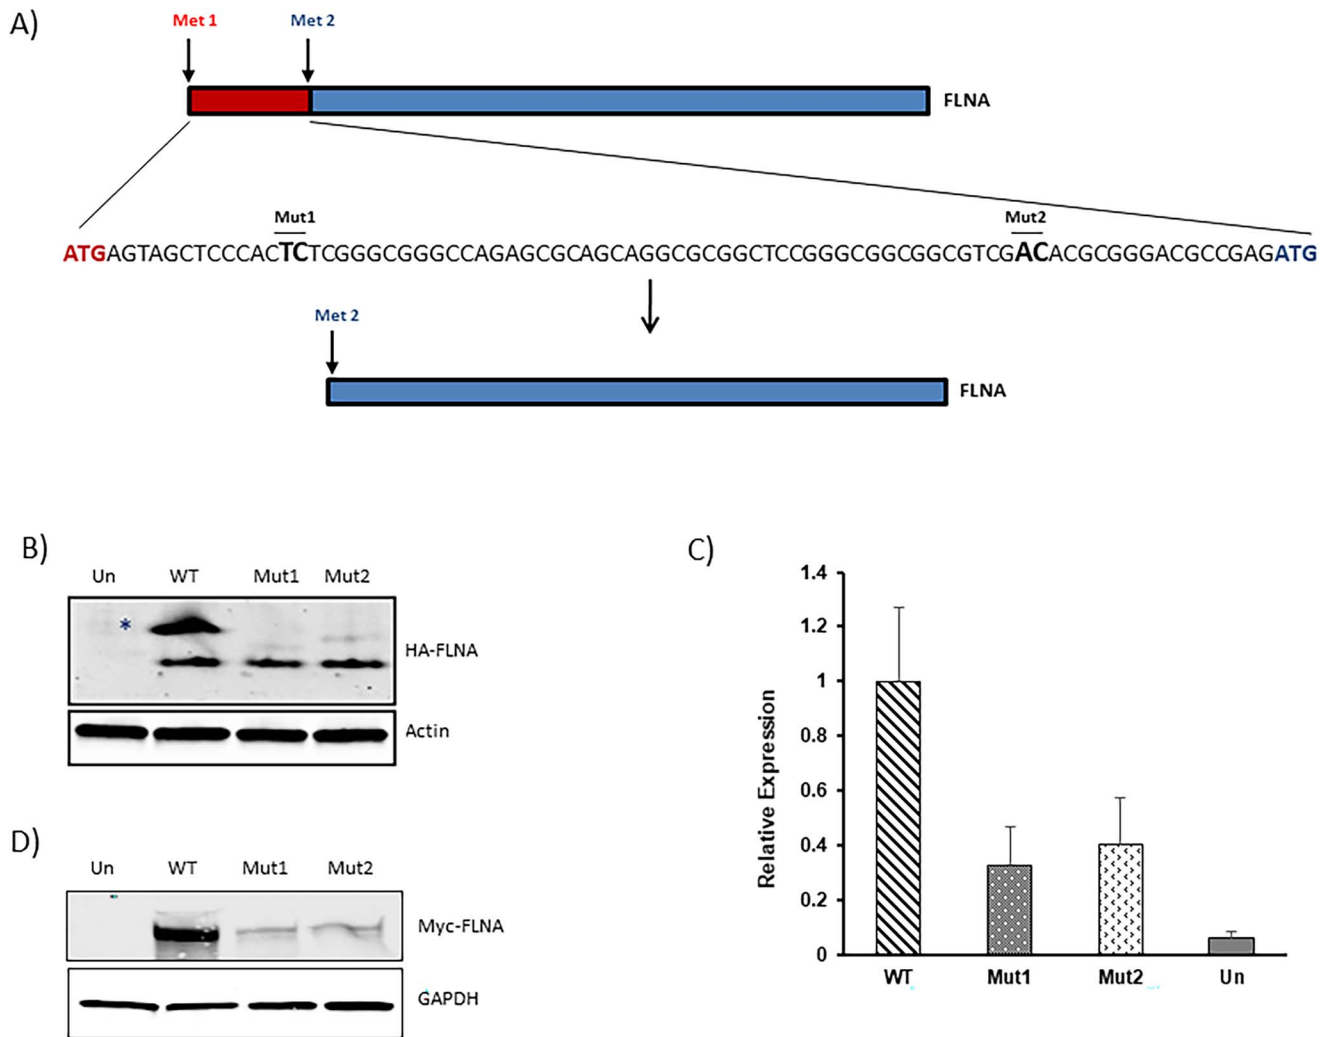 A)
Met 1 Met 2
FLNA
Mut1 Mut2
ATGAGTAGCTCCCACTCTCGGGCGGGCCAGAGCGCAGCAGGCGCGGCTCCGGGCGGCGGCGTCGACACGCGGGACGCCGAGATG
Met 2
FLNA
B)
Un WT Mut1 Mut2
*
HA-FLNA
Actin
C)
1.4
1.2
1
0.8
0.6
0.4
0.2
0
Relative Expression
WT Mut1 Mut2 Un
D)
Un WT Mut1 Mut2
Myc-FLNA
GAPDH